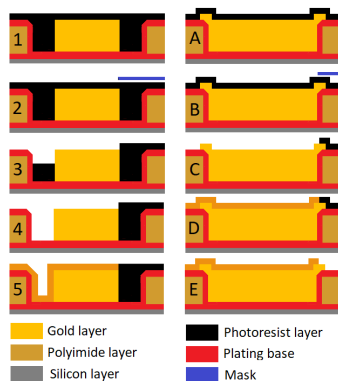 1 A
2 B
3 C
4 D
5 E
Gold layer Photoresist layer
Polyimide layer Plating base
Silicon layer Mask